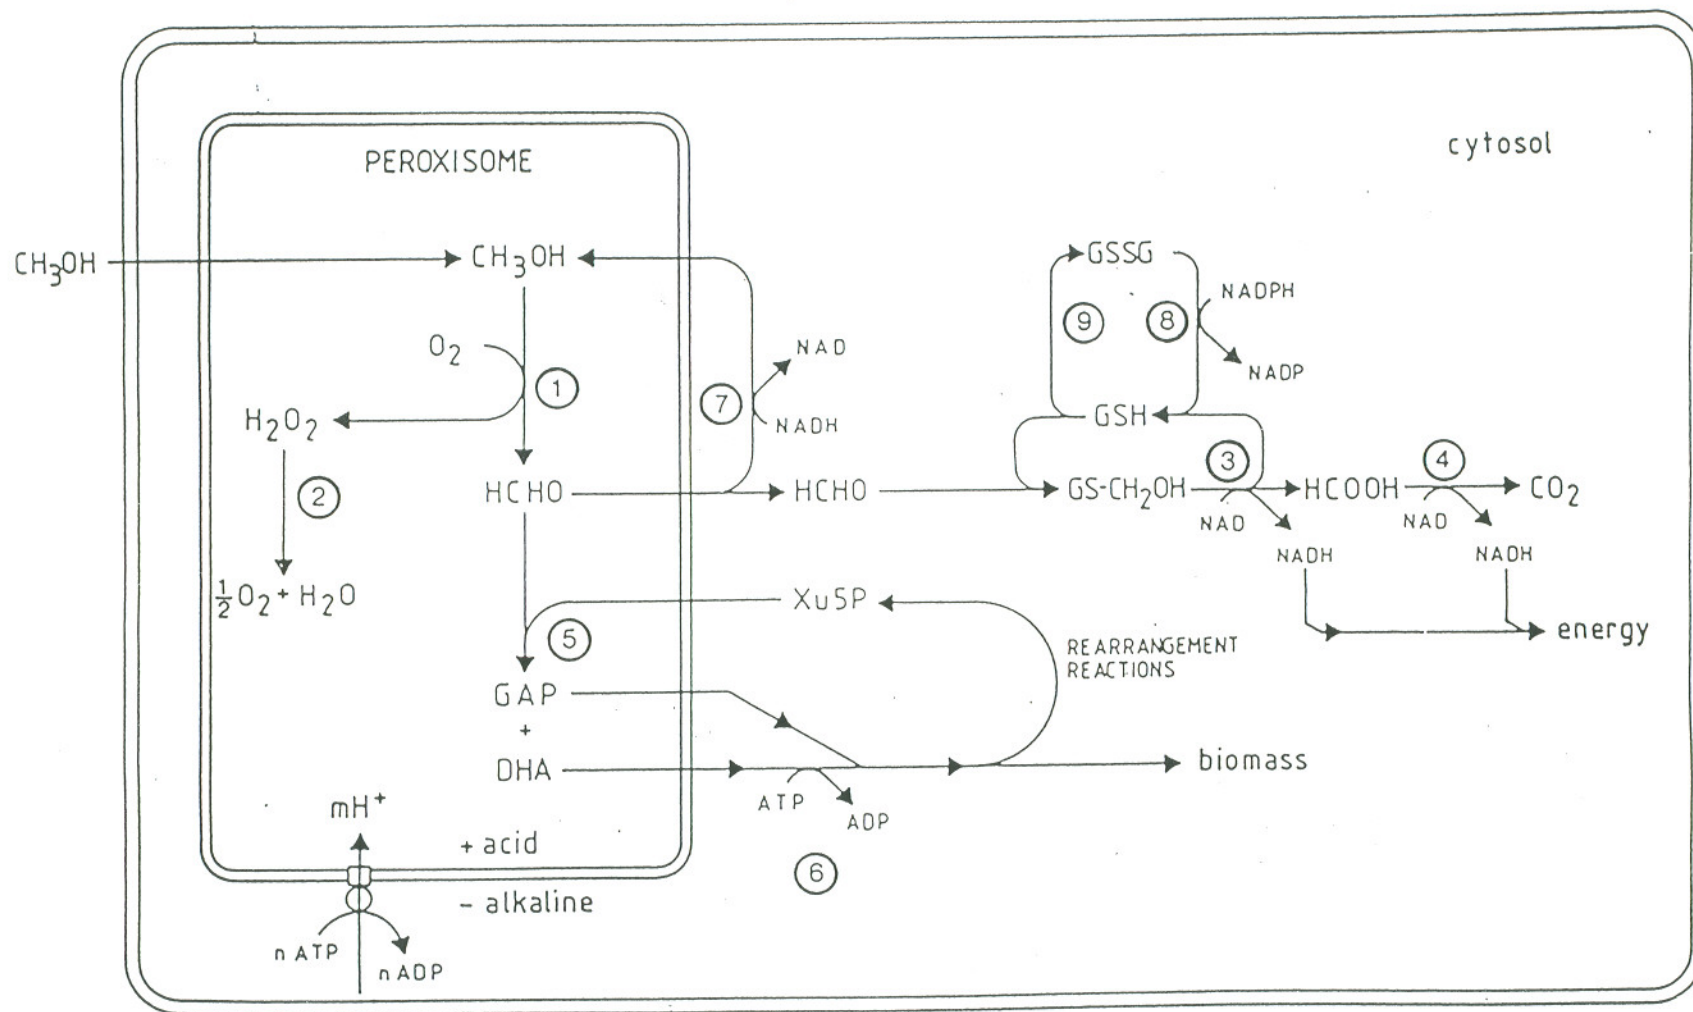 PEROXISOME
cytosol
CH₃OH
CH₃OH
GSSG
NADPH
9
8
NADP
O₂
1
NAD
7
NADH
H₂O₂
GSH
2
HCHO
HCHO
GS-CH₂OH
3
HCOOH
4
CO₂
NAD
NAD
NADH
NADH
½O₂ + H₂O
Xu5P
energy
5
REARRANGEMENT
REACTIONS
GAP
+
DHA
biomass
ATP
ADP
6
mH⁺
+ acid
- alkaline
nATP
nADP